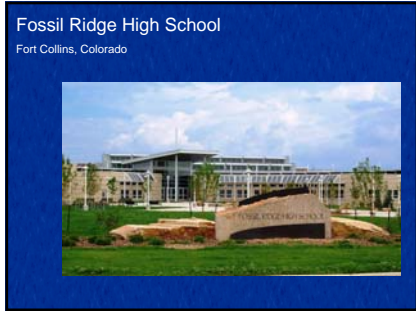 Fossil Ridge High School
Fort Collins, Colorado
FOSSIL RIDGE HIGH SCHOOL